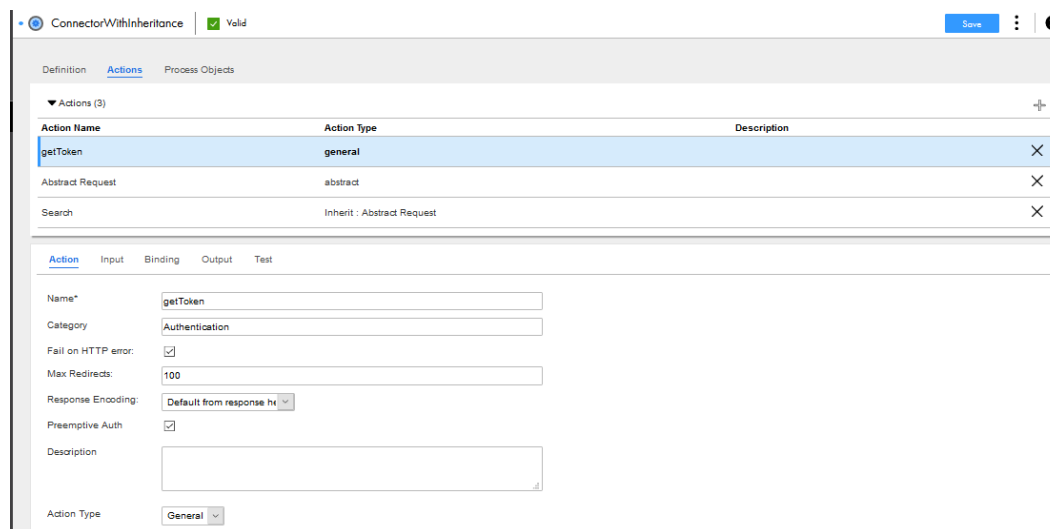 ConnectorWithInheritance Valid Save
Definition Actions Process Objects
Actions (3)
Action Name Action Type Description
getToken general
Abstract Request abstract
Search Inherit : Abstract Request
Action Input Binding Output Test
Name* getToken
Category Authentication
Fail on HTTP error:
Max Redirects: 100
Response Encoding: Default from response he
Preemptive Auth
Description
Action Type General